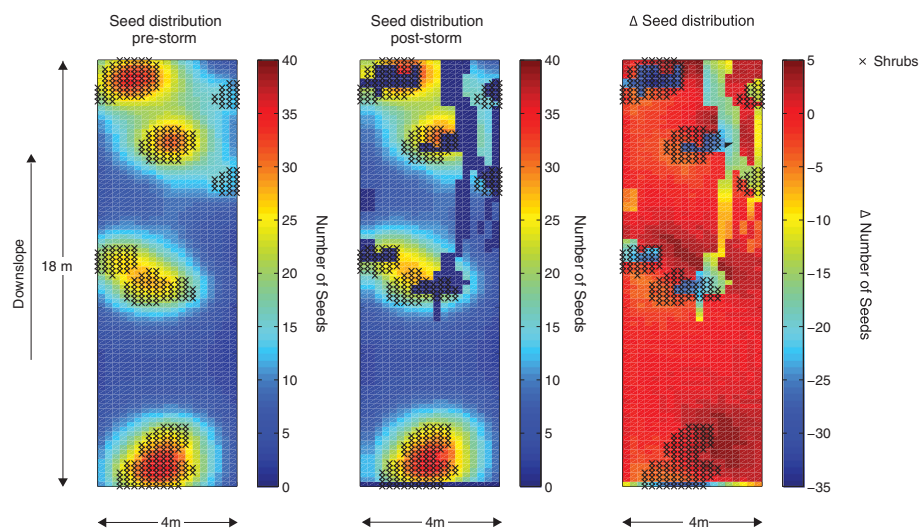 Seed distribution
pre-storm
Seed distribution
post-storm
Δ Seed distribution
× Shrubs
Downslope
18 m
40
35
30
25
20
15
10
5
0
Number of Seeds
40
35
30
25
20
15
10
5
0
Number of Seeds
5
0
−5
−10
−15
−20
−25
−30
−35
Δ Number of Seeds
4m
4m
4m